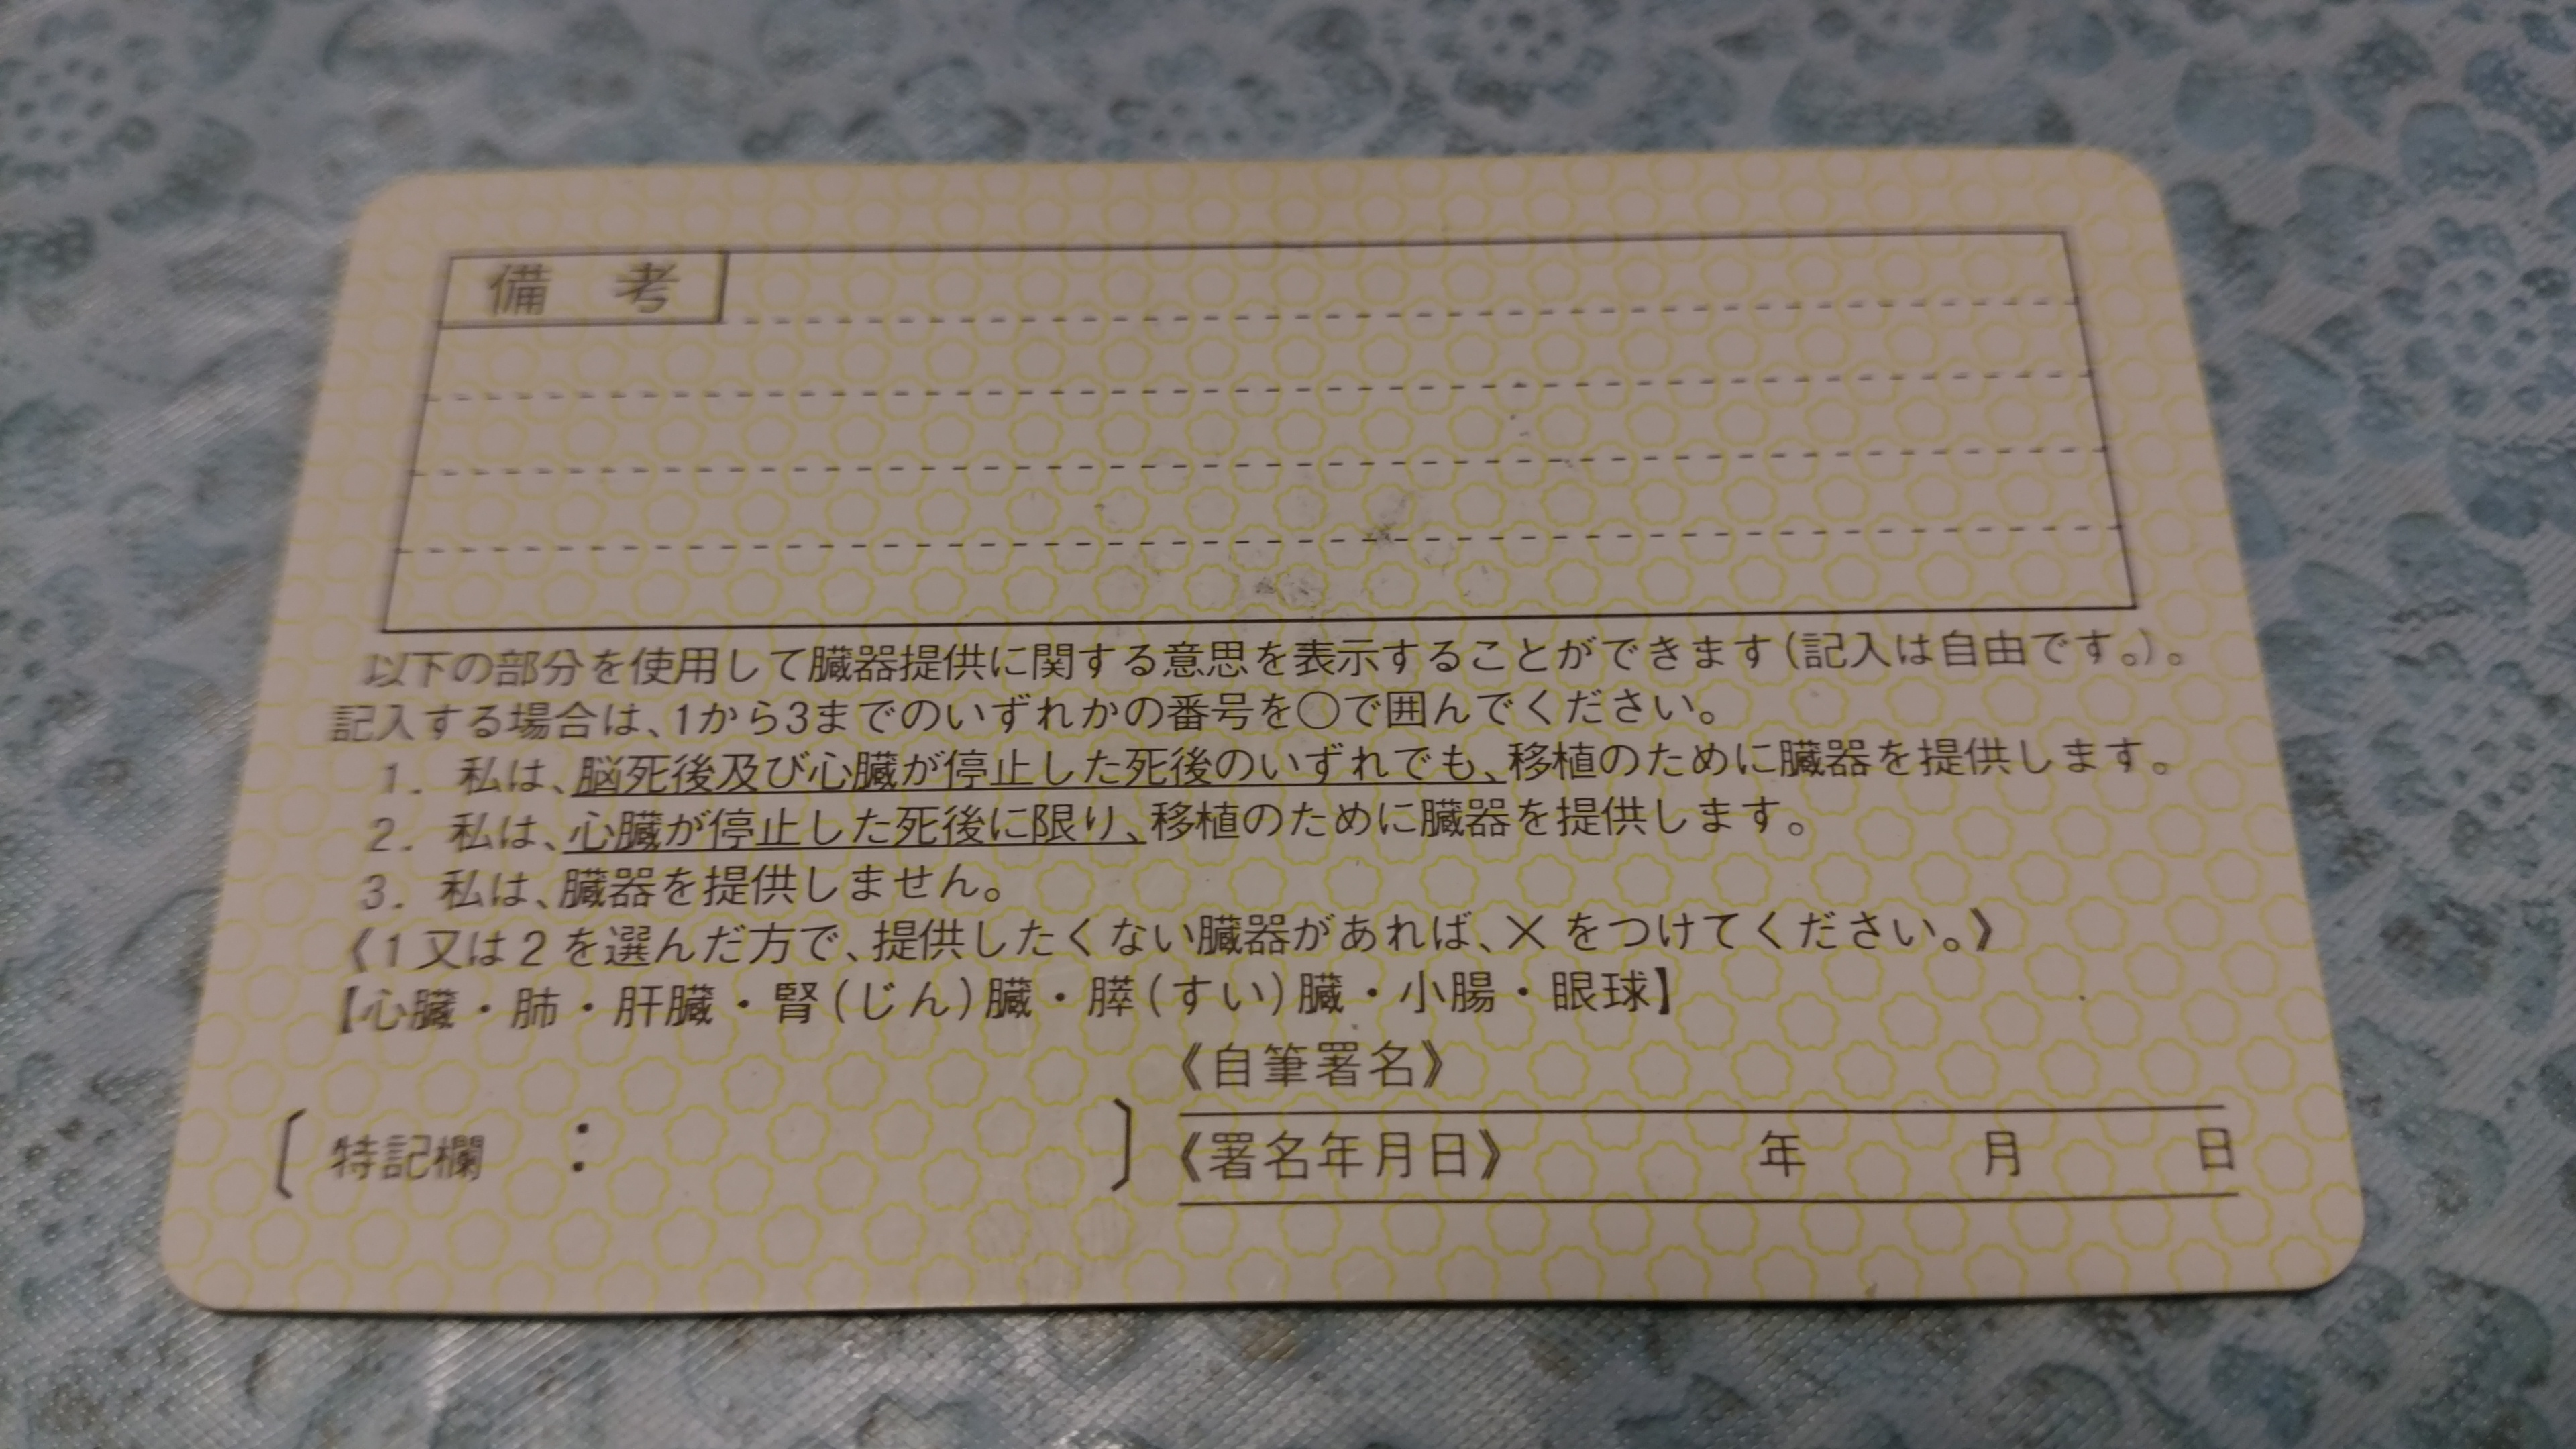 備 考
以下の部分を使用して臓器提供に関する意思を表示することができます(記入は自由です。)。
記入する場合は、1から3までのいずれかの番号を○で囲んでください。
1. 私は、脳死後及び心臓が停止した死後のいずれでも、移植のために臓器を提供します。
2. 私は、心臓が停止した死後に限り、移植のために臓器を提供します。
3. 私は、臓器を提供しません。
《1又は2を選んだ方で、提供したくない臓器があれば、×をつけてください。》
【心臓・肺・肝臓・腎(じん)臓・膵(すい)臓・小腸・眼球】
《自筆署名》
〔特記欄 : 〕
《署名年月日》 年 月 日